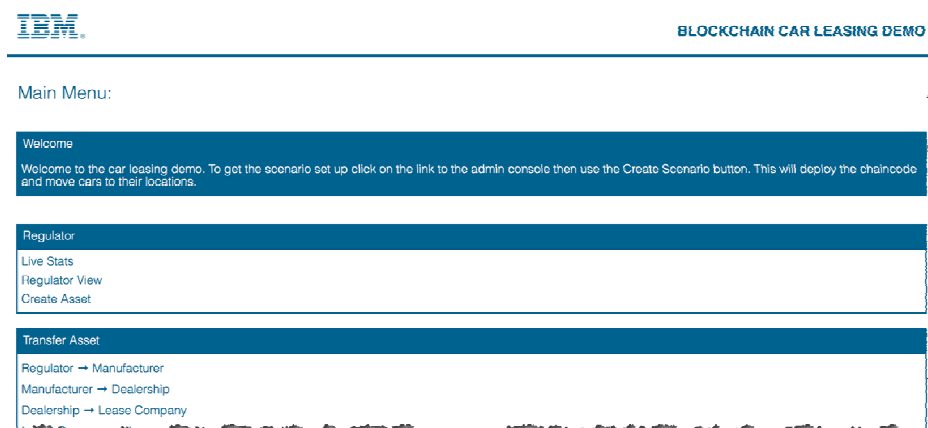 IBM
BLOCKCHAIN CAR LEASING DEMO
Main Menu:
Welcome
Welcome to the car leasing demo. To get the scenario set up click on the link to the admin console then use the Create Scenario button. This will deploy the chaincode
and move cars to their locations.
Regulator
Live Stats
Regulator View
Create Asset
Transfer Asset
Regulator → Manufacturer
Manufacturer → Dealership
Dealership → Lease Company